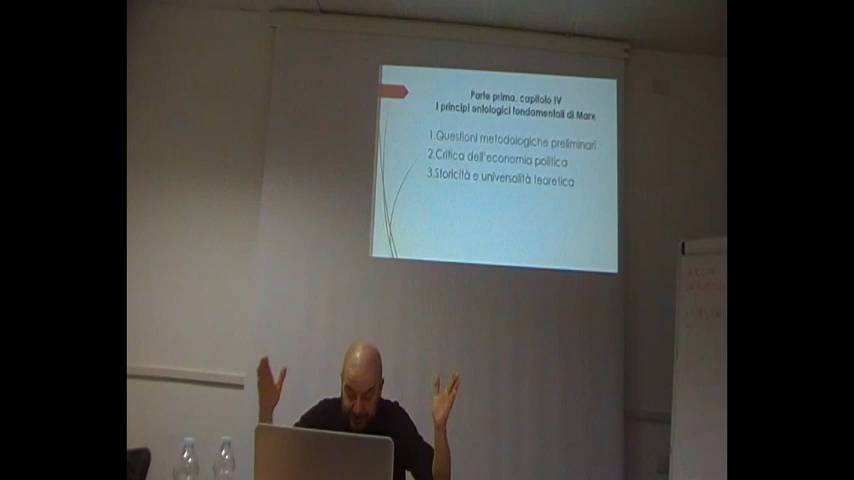 Parte prima, capitolo IV
I principi ontologici fondamentali di Marx
1.Questioni metodologiche preliminari
2.Critica dell'economia politica
3.Storicità e universalità teoretica